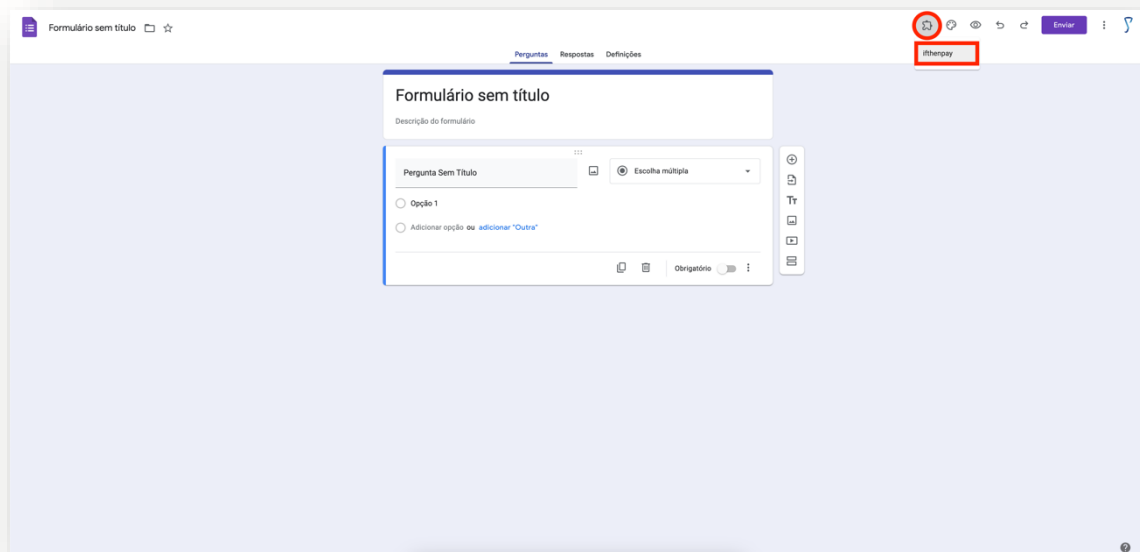 Formulário sem título
Enviar
ifthenpay
Perguntas Respostas Definições
Formulário sem título
Descrição do formulário
Pergunta Sem Título
Escolha múltipla
Opção 1
Adicionar opção ou adicionar "Outra"
Obrigatório